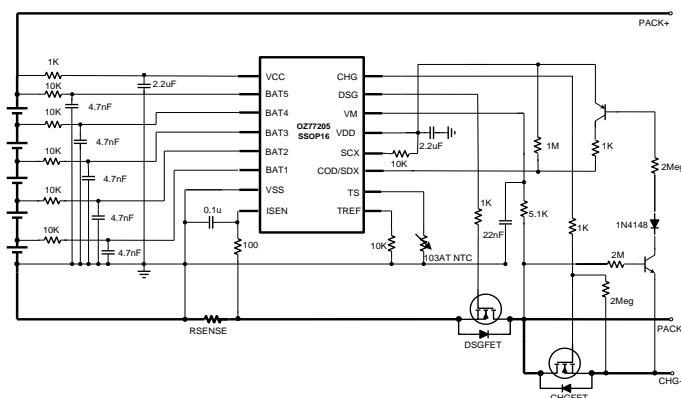 PACK+
1K
10K
4.7nF
2.2uF
10K
4.7nF
10K
4.7nF
10K
4.7nF
10K
4.7nF
VCC
BAT5
BAT4
BAT3
BAT2
BAT1
VSS
ISEN
OZ77205
SSOP16
CHG
DSG
VM
VDD
SCX
COD/SDX
TS
TREF
2.2uF
10K
1M
1K
2Meg
1N4148
0.1u
100
10K
103AT NTC
1K
22nF
5.1K
1K
2M
2Meg
RSENSE
DSGFET
PACK
CHG-
CHGFET